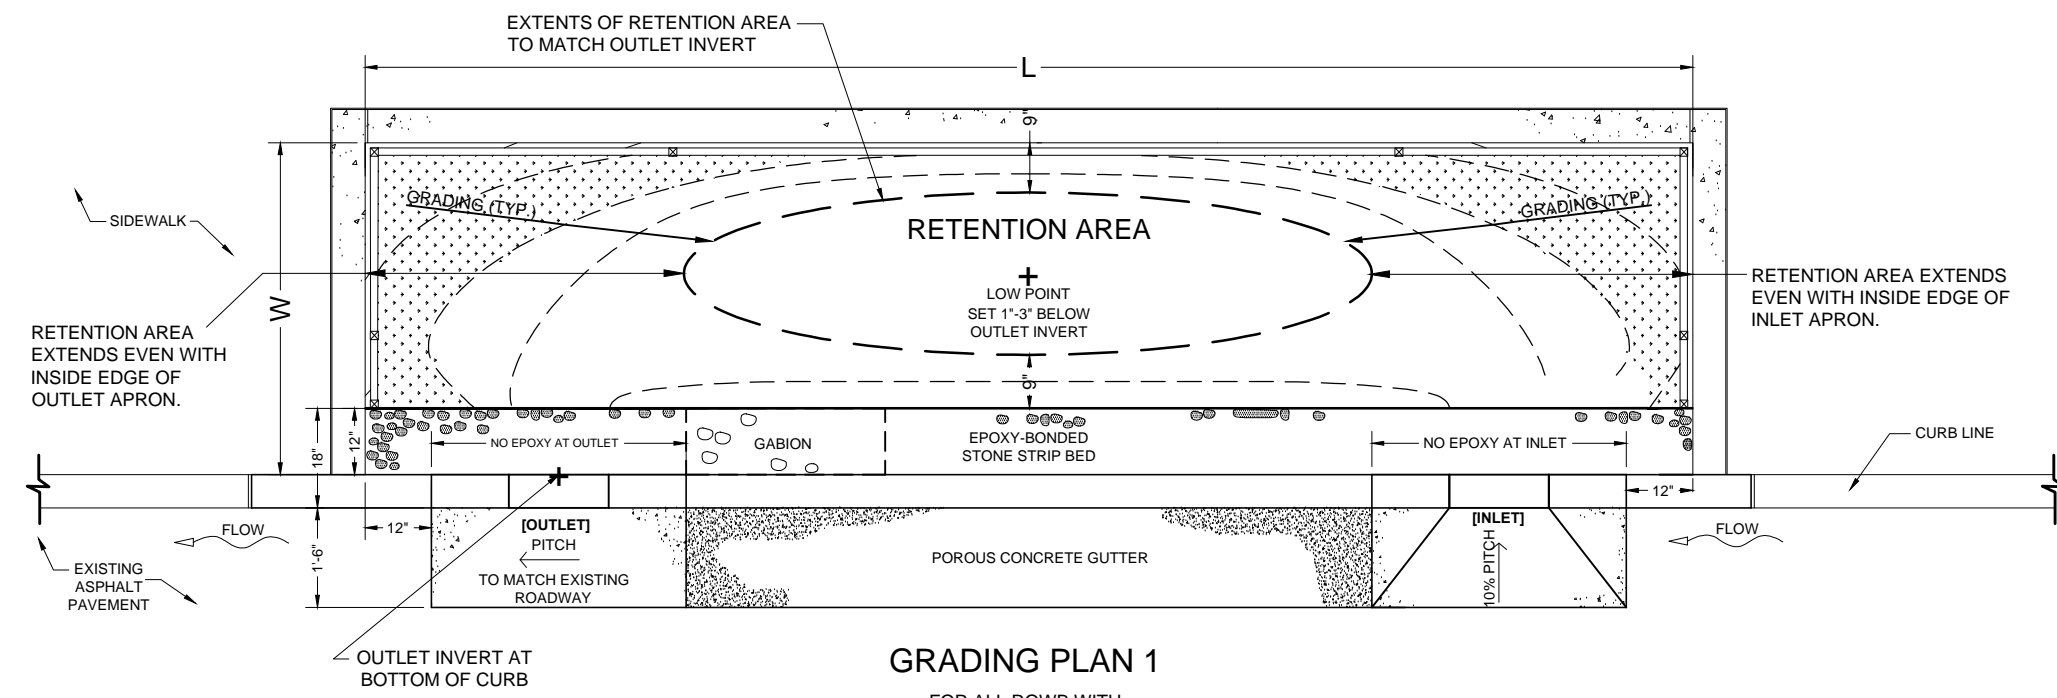 EXTENTS OF RETENTION AREA
TO MATCH OUTLET INVERT
L
9"
GRADING (TYP.)
GRADING (TYP.)
RETENTION AREA
SIDEWALK
LOW POINT
SET 1"-3" BELOW
OUTLET INVERT
W
RETENTION AREA
EXTENDS EVEN WITH
INSIDE EDGE OF
OUTLET APRON.
RETENTION AREA EXTENDS
EVEN WITH INSIDE EDGE OF
INLET APRON.
9"
18"
12"
NO EPOXY AT OUTLET
GABION
EPOXY-BONDED
STONE STRIP BED
NO EPOXY AT INLET
CURB LINE
12"
12"
FLOW
[OUTLET]
PITCH
TO MATCH EXISTING
ROADWAY
1'-6"
POROUS CONCRETE GUTTER
[INLET]
10% PITCH
FLOW
EXISTING
ASPHALT
PAVEMENT
OUTLET INVERT AT
BOTTOM OF CURB
GRADING PLAN 1
FOR ALL ROWB WITH